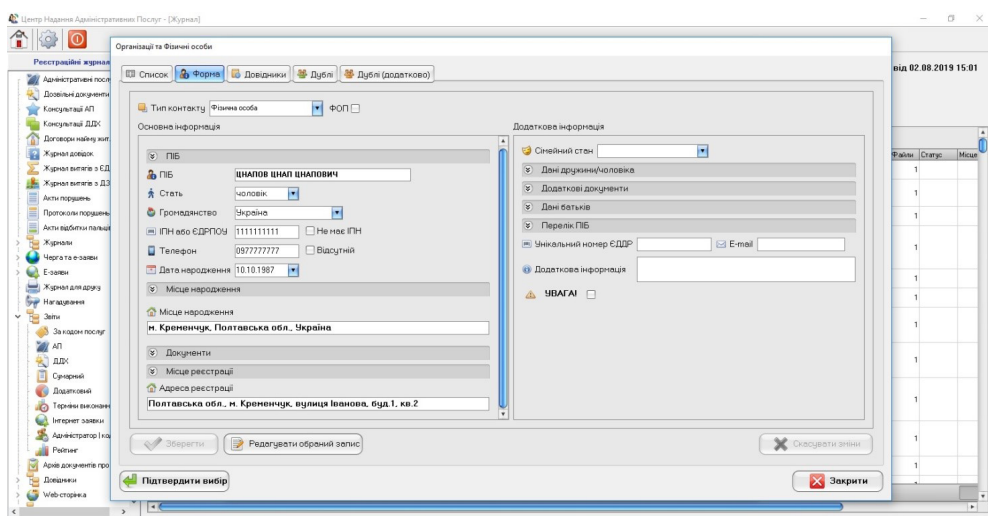 Центр Надання Адміністративних Послуг - [Журнал]
Реєстраційні журнал
Адміністративні посл
Дозвільні документи
Консультації АП
Консультації ДДХ
Договори найму жит.
Журнал довідок.
Журнал витягів з ЄД
Журнал витягів з ДЗ
Акти порушень
Протоколи порушень
Акти відбитки пальців
Журнали
Черга та е-заяви
Е-заяви
Журнал для друку
Нагадування
Звіти
За кодом послуг
АП
ДДХ
Сумарний
Додатковий
Терміни виконанн
Інтернет заявки
Адміністратор | ко
Рейтинг
Архів документів про
Довідники
Web-сторінка
Організації та Фізичні особи
Список Форма Довідники Дублі Дублі (додатково)
Тип контакту Фізична особа ФОП
Основна інформація
ПІБ
ПІБ ЦНАПОВ ЦНАП ЦНАПОВИЧ
Стать чоловік
Громадянство Україна
ІПН або ЄДРПОУ 1111111111 Не має ІПН
Телефон 0977777777 Відсутній
Дата народження 10.10.1987
Місце народження
Місце народження
м. Кременчук, Полтавська обл., Україна
Документи
Місце реєстрації
Адреса реєстрації
Полтавська обл., м. Кременчук, вулиця Іванова, буд.1, кв.2
Додаткова інформація
Сімейний стан
Дані дружини/чоловіка
Додаткові документи
Дані батьків
Перелік ПІБ
Унікальний номер ЄДДР E-mail
Додаткова інформація
УВАГА!
Зберегти Редагувати обраний запис Скасувати зміни
Підтвердити вибір Закрити
від 02.08.2019 15:01
Файли Статус Місце
1
1
1
1
1
1
1
1
1
1
1